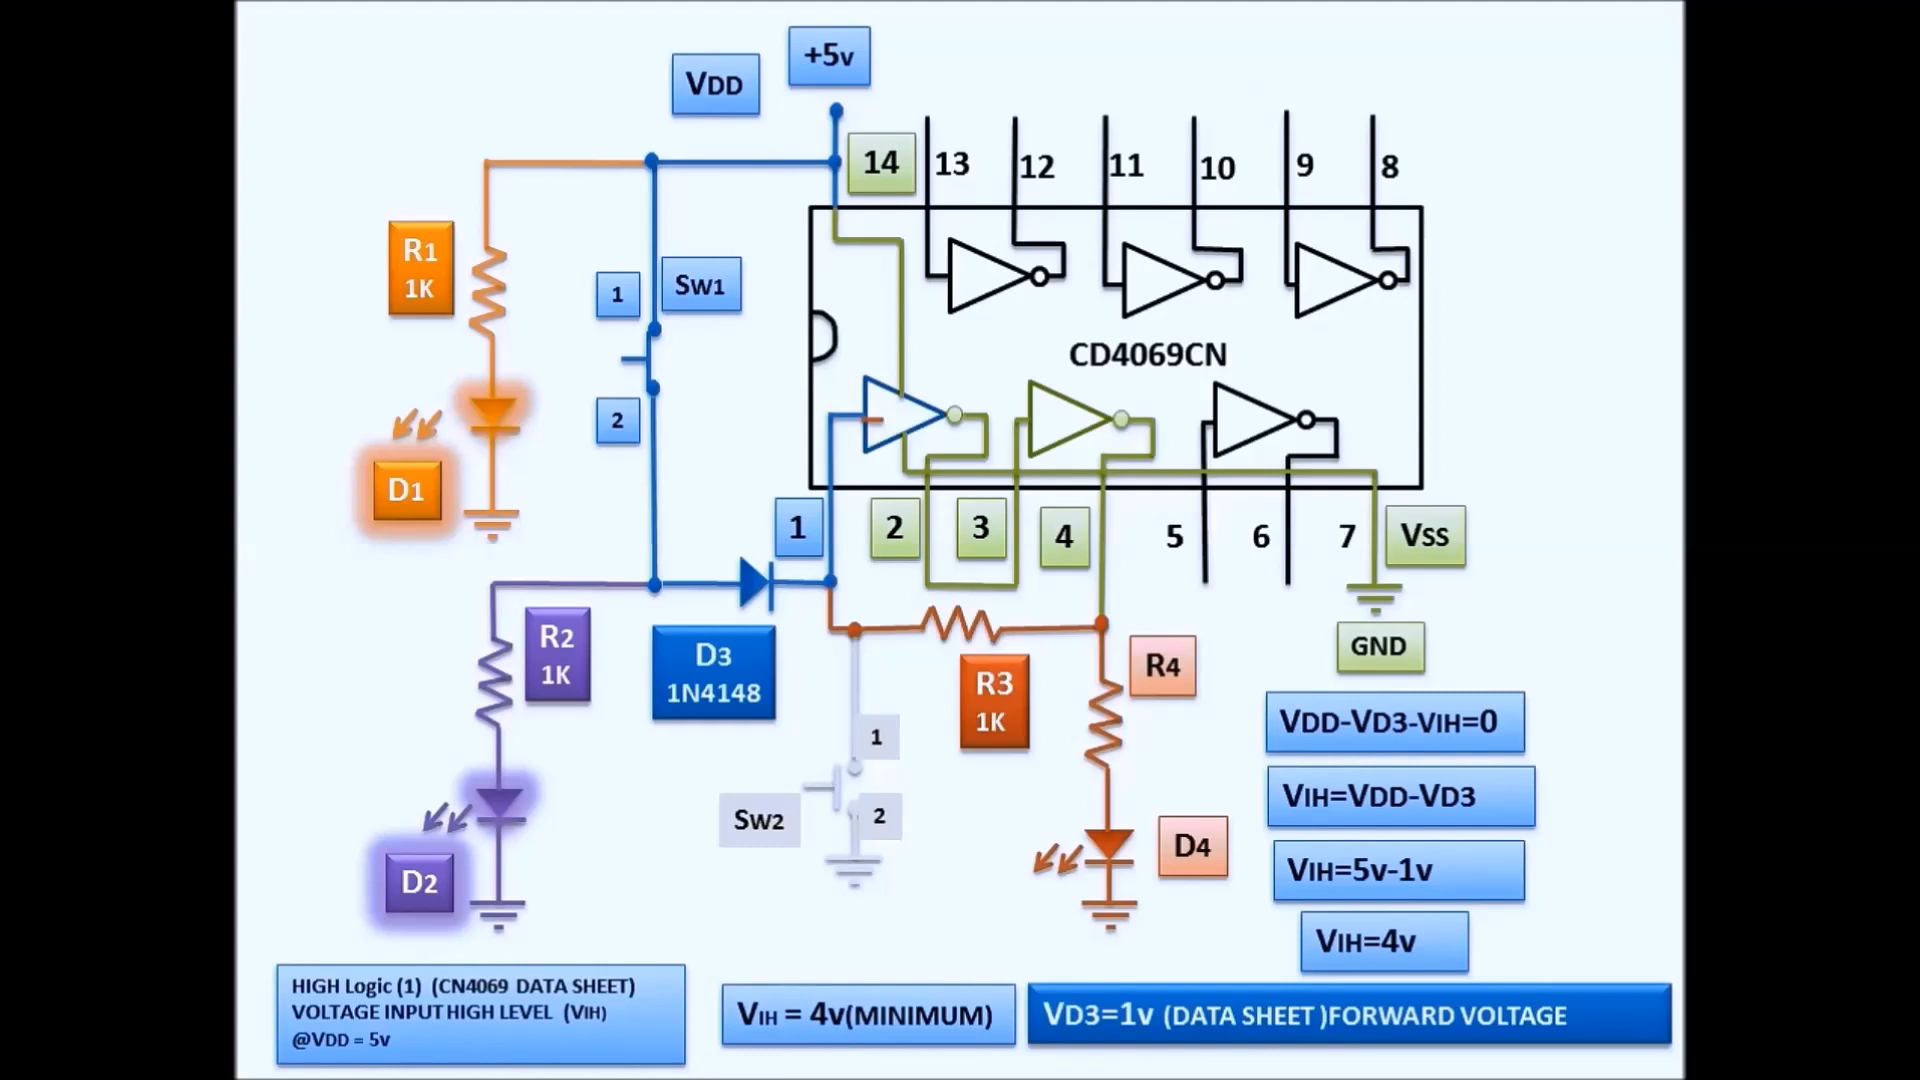 +5v
VDD
14
13
12
11
10
9
8
R1
1K
1
Sw1
CD4069CN
2
D1
1
2
3
4
5
6
7
Vss
GND
R2
1K
D3
1N4148
R3
1K
R4
1
Sw2
2
D4
D2
VDD-VD3-VIH=0
VIH=VDD-VD3
VIH=5v-1v
VIH=4v
HIGH Logic (1) (CN4069 DATA SHEET)
VOLTAGE INPUT HIGH LEVEL (VIH)
@VDD = 5v
VIH = 4v(MINIMUM)
VD3=1v (DATA SHEET )FORWARD VOLTAGE